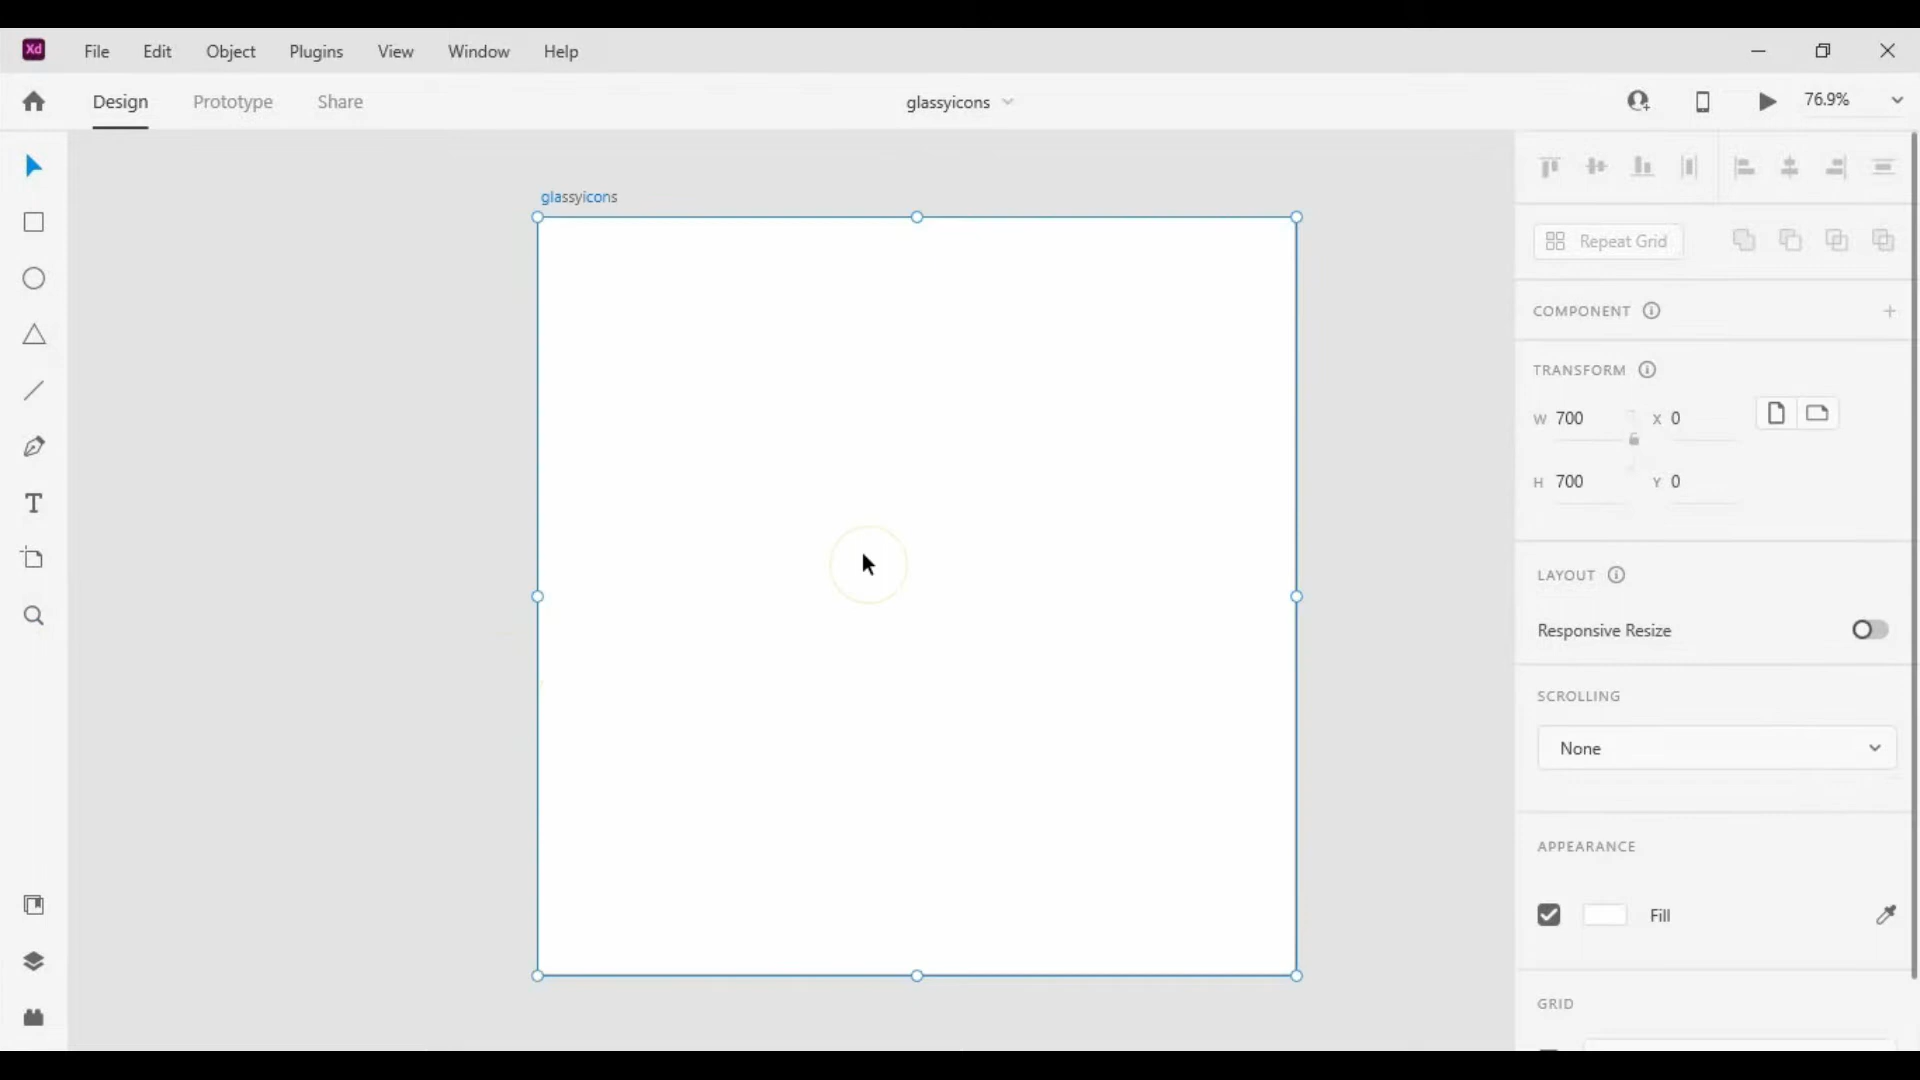 Xd File Edit Object Plugins View Window Help
Design Prototype Share glassyicons 76.9%
glassyicons
Repeat Grid
COMPONENT
TRANSFORM
W 700 X 0
H 700 Y 0
LAYOUT
Responsive Resize
SCROLLING
None
APPEARANCE
Fill
GRID